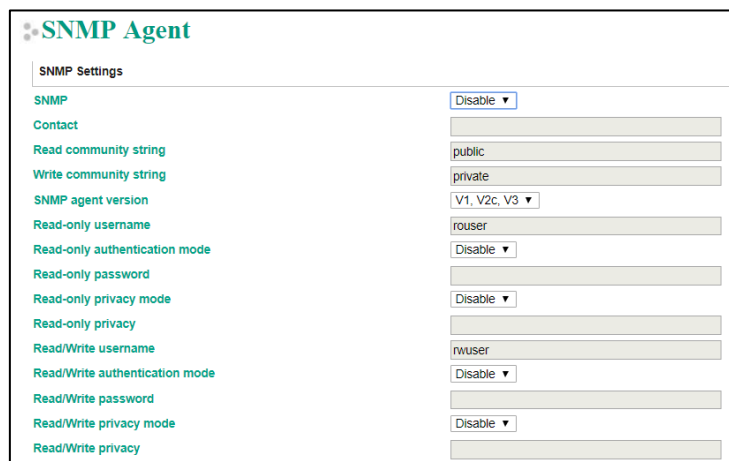 SNMP Agent
SNMP Settings
SNMP Disable
Contact
Read community string public
Write community string private
SNMP agent version V1, V2c, V3
Read-only username rouser
Read-only authentication mode Disable
Read-only password
Read-only privacy mode Disable
Read-only privacy
Read/Write username rwuser
Read/Write authentication mode Disable
Read/Write password
Read/Write privacy mode Disable
Read/Write privacy